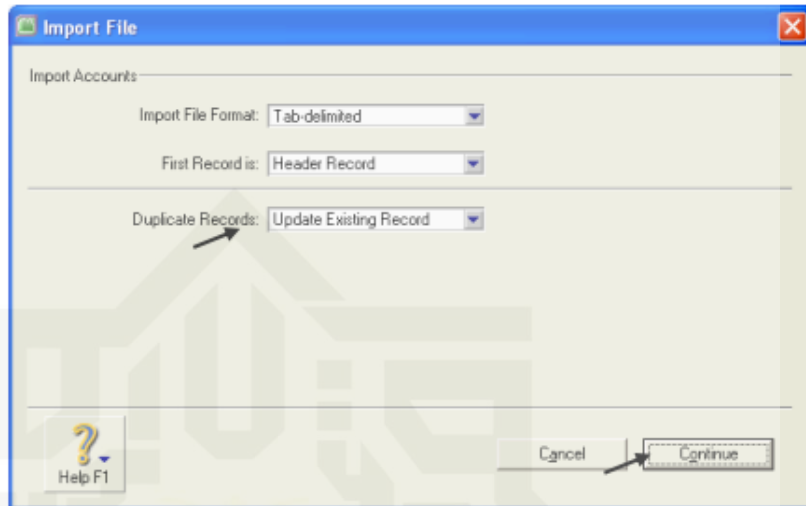 Import File
Import Accounts
Import File Format: Tab-delimited
First Record is: Header Record
Duplicate Records: Update Existing Record
Help F1
Cancel Continue